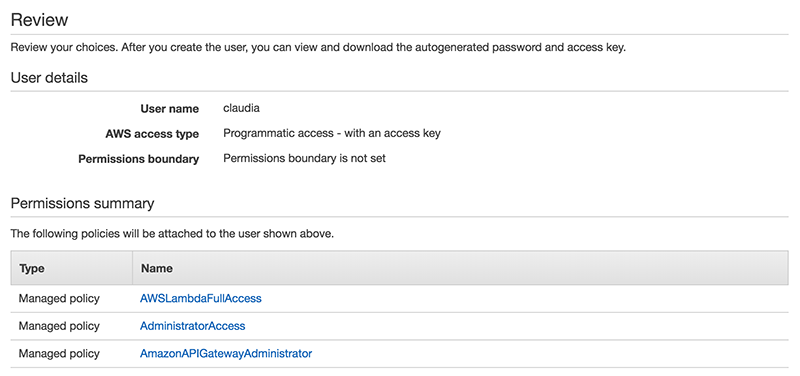 Review
Review your choices. After you create the user, you can view and download the autogenerated password and access key.
User details
User name claudia
AWS access type Programmatic access - with an access key
Permissions boundary Permissions boundary is not set
Permissions summary
The following policies will be attached to the user shown above.
Type Name
Managed policy AWSLambdaFullAccess
Managed policy AdministratorAccess
Managed policy AmazonAPIGatewayAdministrator